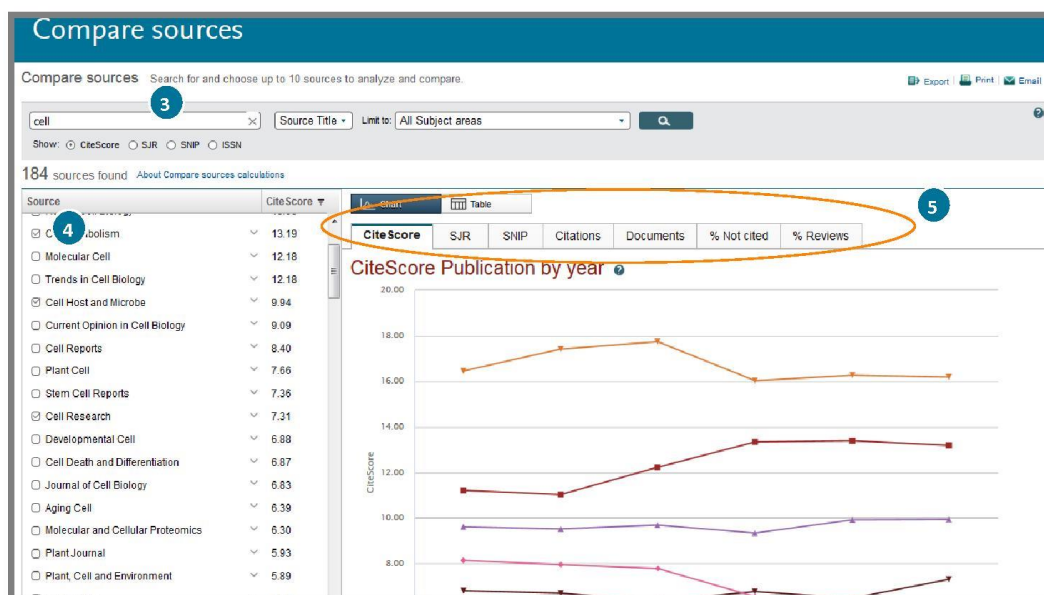 Compare sources
Compare sources Search for and choose up to 10 sources to analyze and compare.
Export Print Email
3
cell × Source Title Limit to: All Subject areas
Show: CiteScore SJR SNIP ISSN
184 sources found About Compare sources calculations
Source CiteScore
Chart Table
5
4
13.19
CiteScore SJR SNIP Citations Documents % Not cited % Reviews
Molecular Cell 12.18
Trends in Cell Biology 12.18
Cell Host and Microbe 9.94
Current Opinion in Cell Biology 9.09
Cell Reports 8.40
Plant Cell 7.66
Stem Cell Reports 7.36
Cell Research 7.31
Developmental Cell 6.88
Cell Death and Differentiation 6.87
Journal of Cell Biology 6.83
Aging Cell 6.39
Molecular and Cellular Proteomics 6.30
Plant Journal 5.93
Plant, Cell and Environment 5.89
CiteScore Publication by year
20.00
18.00
16.00
14.00
12.00
10.00
8.00
CiteScore